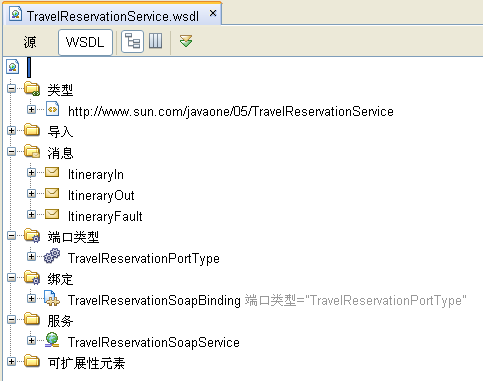 TravelReservationService.wsdl ×
源 WSDL
类型
http://www.sun.com/javaone/05/TravelReservationService
导入
消息
ItineraryIn
ItineraryOut
ItineraryFault
端口类型
TravelReservationPortType
绑定
TravelReservationSoapBinding 端口类型="TravelReservationPortType"
服务
TravelReservationSoapService
可扩展性元素